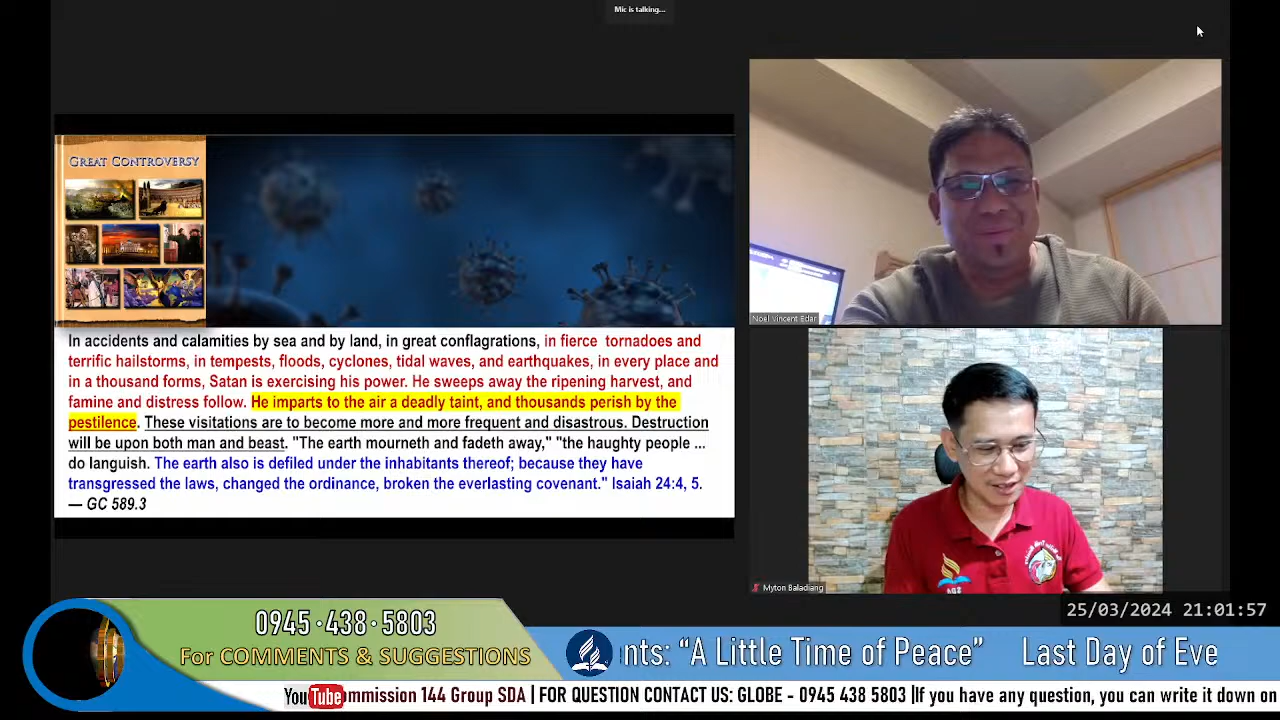 Mic is talking...
GREAT CONTROVERSY
In accidents and calamities by sea and by land, in great conflagrations, in fierce tornadoes and
terrific hailstorms, in tempests, floods, cyclones, tidal waves, and earthquakes, in every place and
in a thousand forms, Satan is exercising his power. He sweeps away the ripening harvest, and
famine and distress follow. He imparts to the air a deadly taint, and thousands perish by the
pestilence. These visitations are to become more and more frequent and disastrous. Destruction
will be upon both man and beast. "The earth mourneth and fadeth away," "the haughty people ...
do languish. The earth also is defiled under the inhabitants thereof; because they have
transgressed the laws, changed the ordinance, broken the everlasting covenant." Isaiah 24:4, 5.
— GC 589.3
Noel Vincent Edar
Myton Baladiang
25/03/2024 21:01:57
0945·438·5803
For COMMENTS & SUGGESTIONS
nts: “A Little Time of Peace” Last Day of Eve
YouTube mmission 144 Group SDA | FOR QUESTION CONTACT US: GLOBE - 0945 438 5803 |If you have any question, you can write it down on